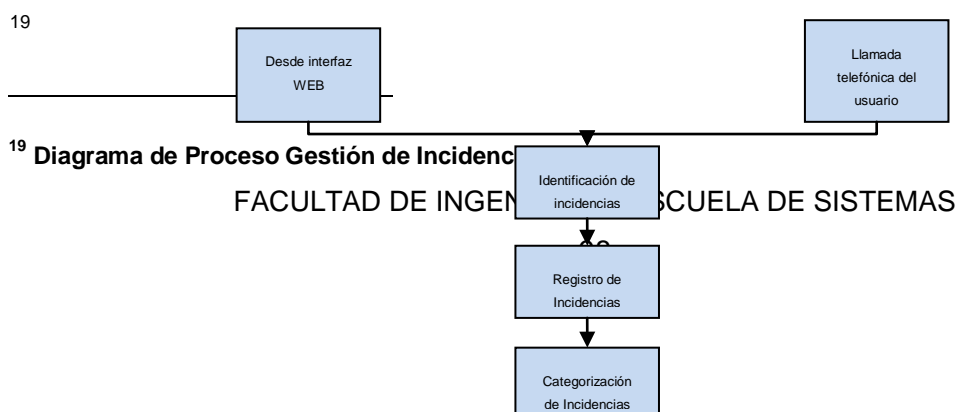 19
Desde interfaz
WEB
Llamada
telefónica del
usuario
19 Diagrama de Proceso Gestión de Incidenc
Identificación de
incidencias
FACULTAD DE INGEN SCUELA DE SISTEMAS
Registro de
Incidencias
Categorización
de Incidencias